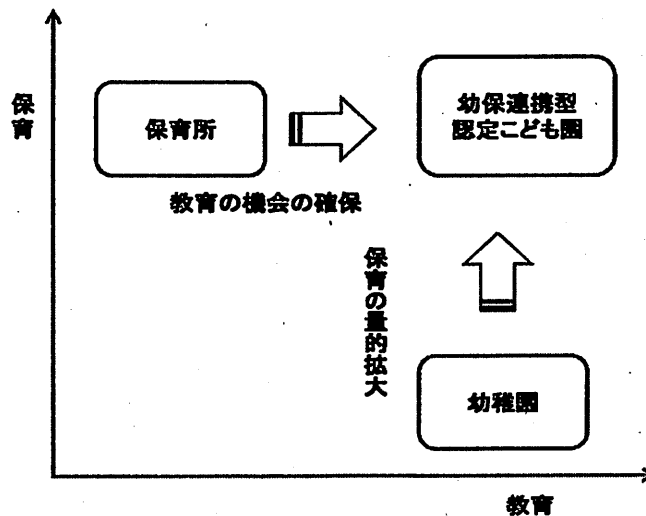 保育
保育所
幼保連携型
認定こども園
教育の機会の確保
保育の量的拡大
幼稚園
教育